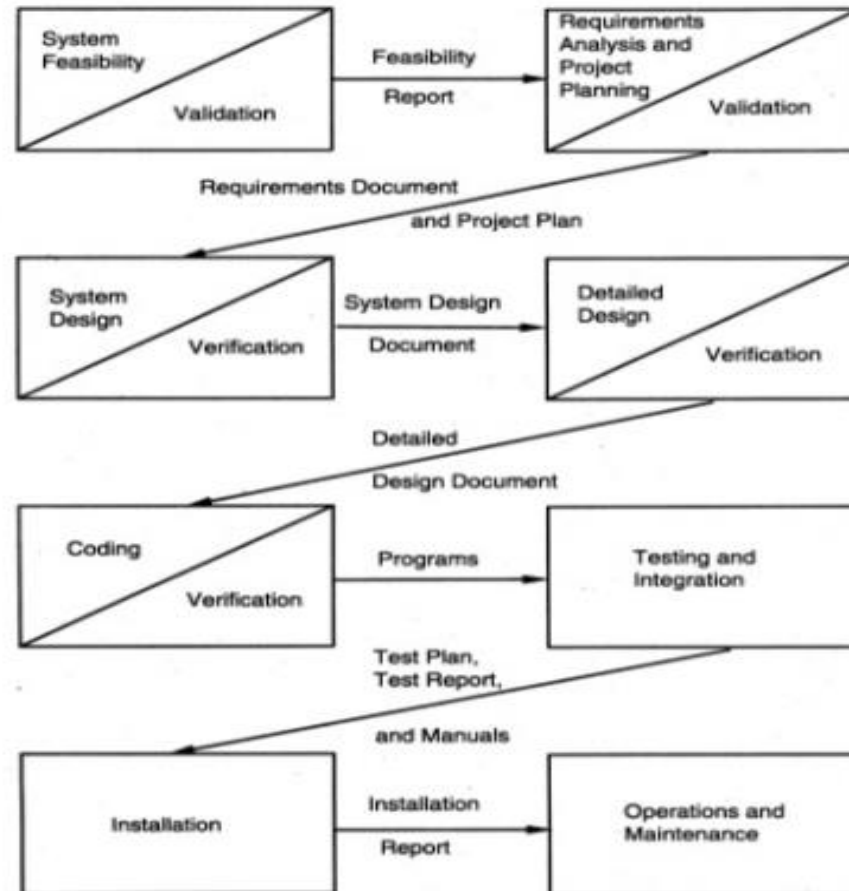 System
Feasibility
Validation
Feasibility
Report
Requirements
Analysis and
Project
Planning
Validation
Requirements Document
and Project Plan
System
Design
Verification
System Design
Document
Detailed
Design
Verification
Detailed
Design Document
Coding
Verification
Programs
Testing and
Integration
Test Plan,
Test Report,
and Manuals
Installation
Installation
Report
Operations and
Maintenance